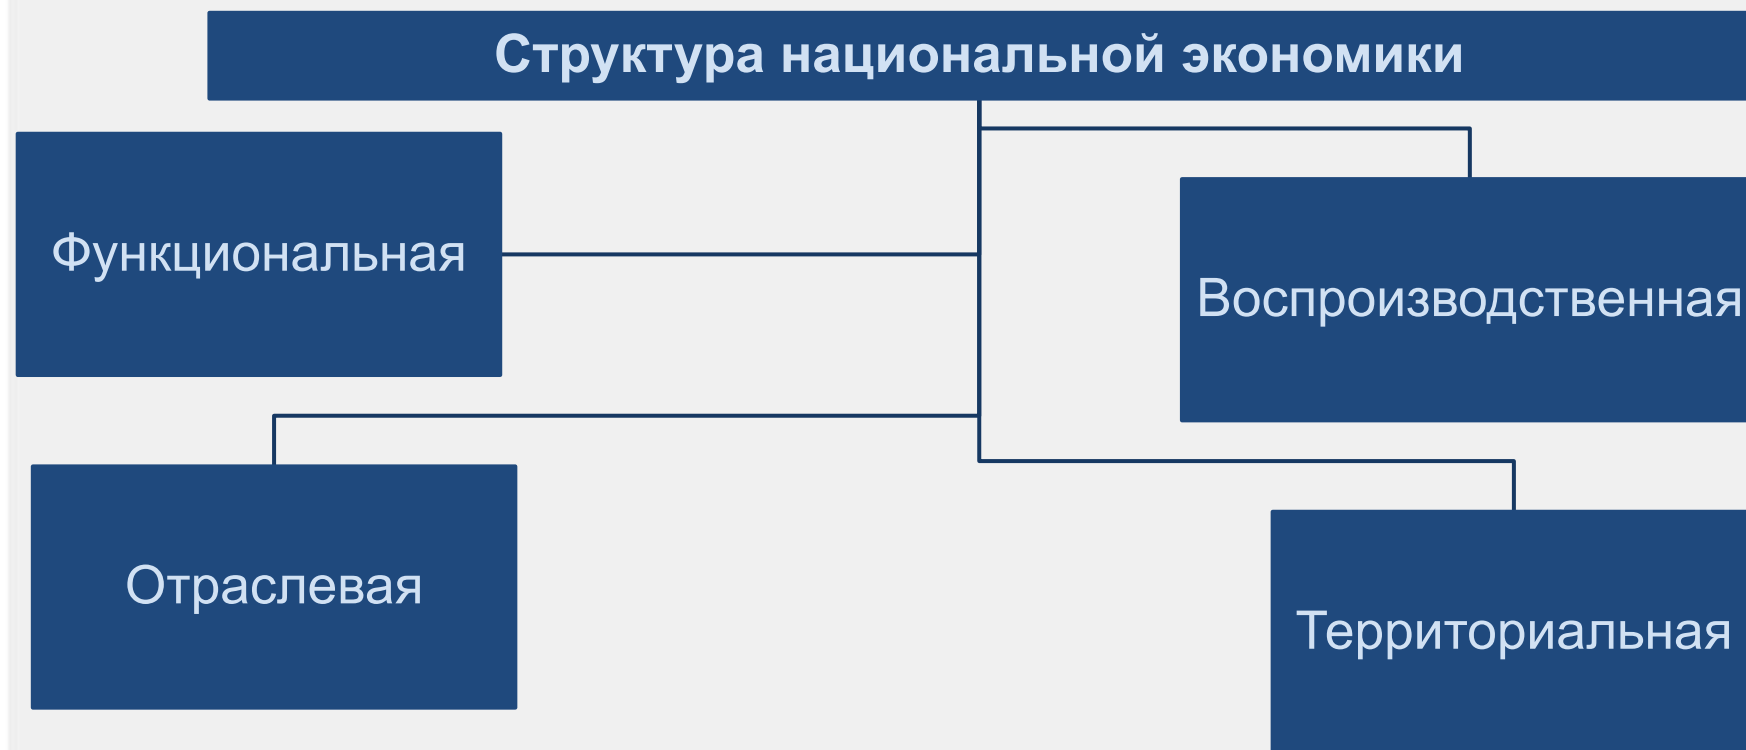 Структура национальной экономики
Функциональная
Воспроизводственная
Отраслевая
Территориальная